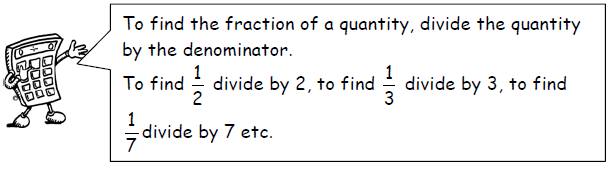 To find the fraction of a quantity, divide the quantity
by the denominator.
To find 1/2 divide by 2, to find 1/3 divide by 3, to find
1/7 divide by 7 etc.